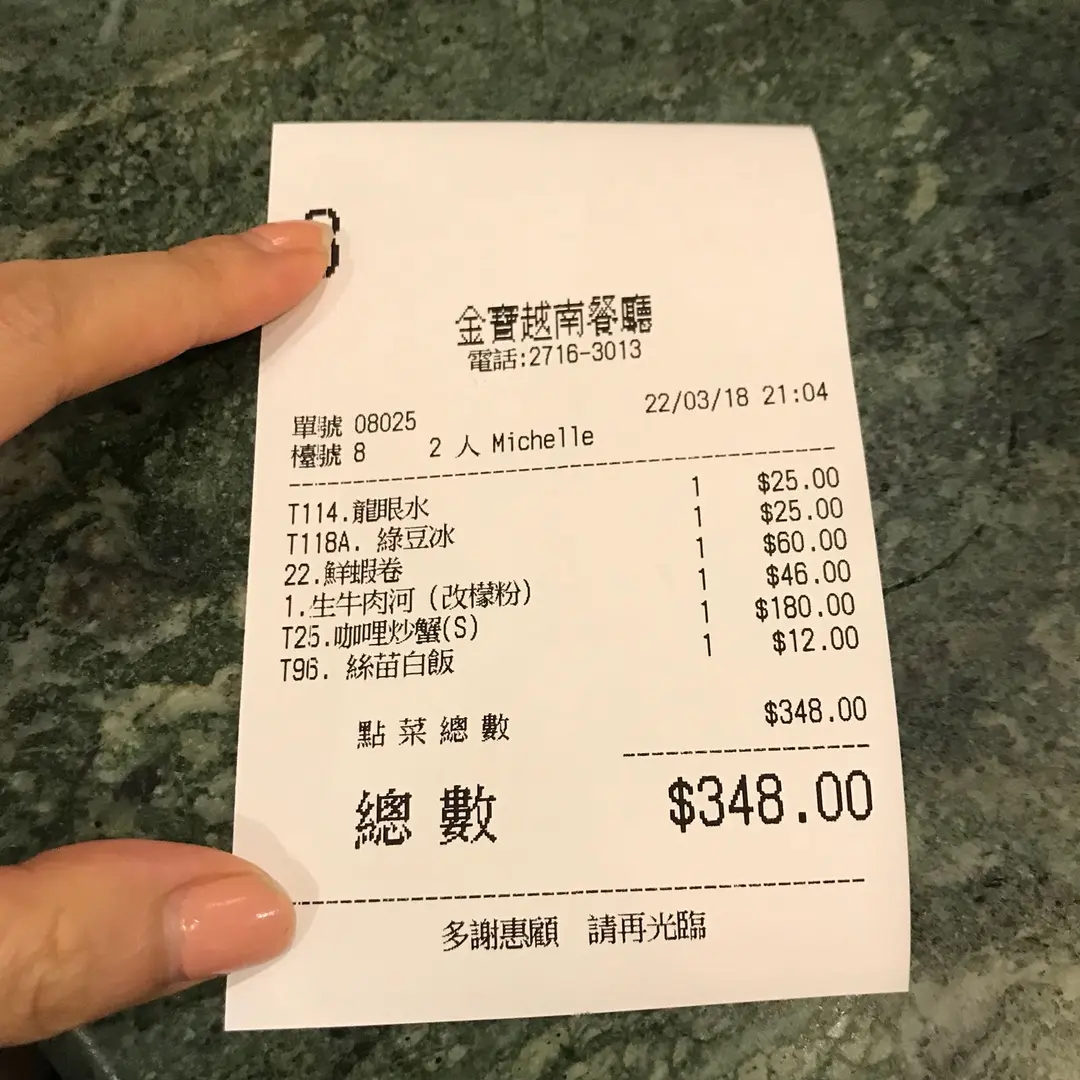 8
金寶越南餐廳
電話:2716-3013
單號 08025 22/03/18 21:04
檯號 8 2 人 Michelle
T114.龍眼水 1 $25.00
T118A. 綠豆冰 1 $25.00
22.鮮蝦卷 1 $60.00
1.生牛肉河 (改檬粉) 1 $46.00
T25.咖哩炒蟹(S) 1 $180.00
T96. 絲苗白飯 1 $12.00
點菜總數 $348.00
總數 $348.00
多謝惠顧 請再光臨